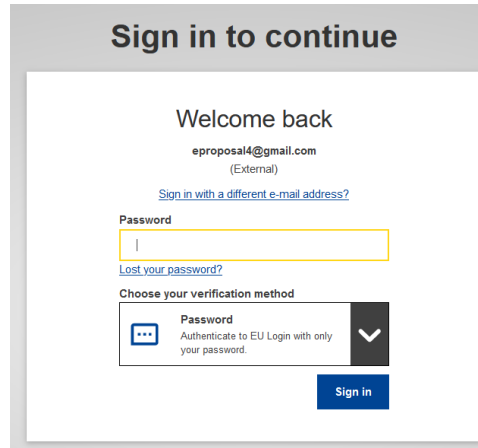 Sign in to continue
Welcome back
eproposal4@gmail.com
(External)
Sign in with a different e-mail address?
Password
Lost your password?
Choose your verification method
Password
Authenticate to EU Login with only
your password.
Sign in